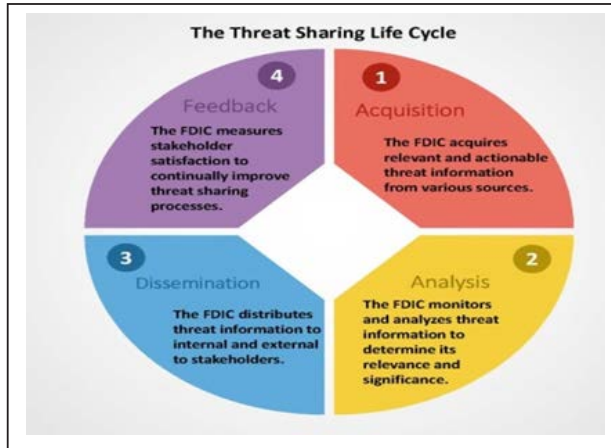 The Threat Sharing Life Cycle
1
Acquisition
The FDIC acquires
relevant and actionable
threat information
from various sources.
2
Analysis
The FDIC monitors
and analyzes threat
information to
determine its
relevance and
significance.
3
Dissemination
The FDIC distributes
threat information to
internal and external
to stakeholders.
4
Feedback
The FDIC measures
stakeholder
satisfaction to
continually improve
threat sharing
processes.